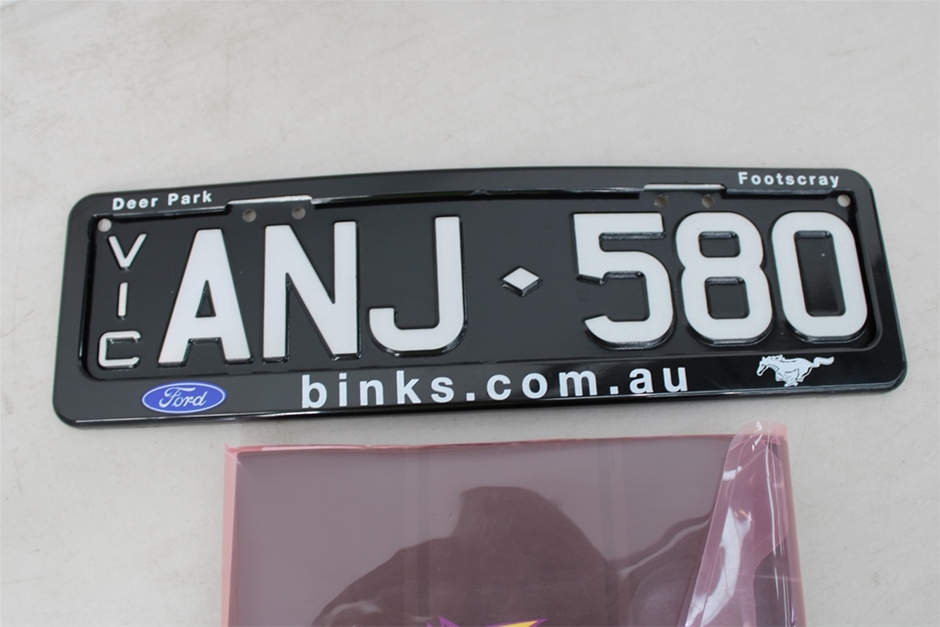 Deer Park
Footscray
VIC
ANJ 580
Ford
binks.com.au